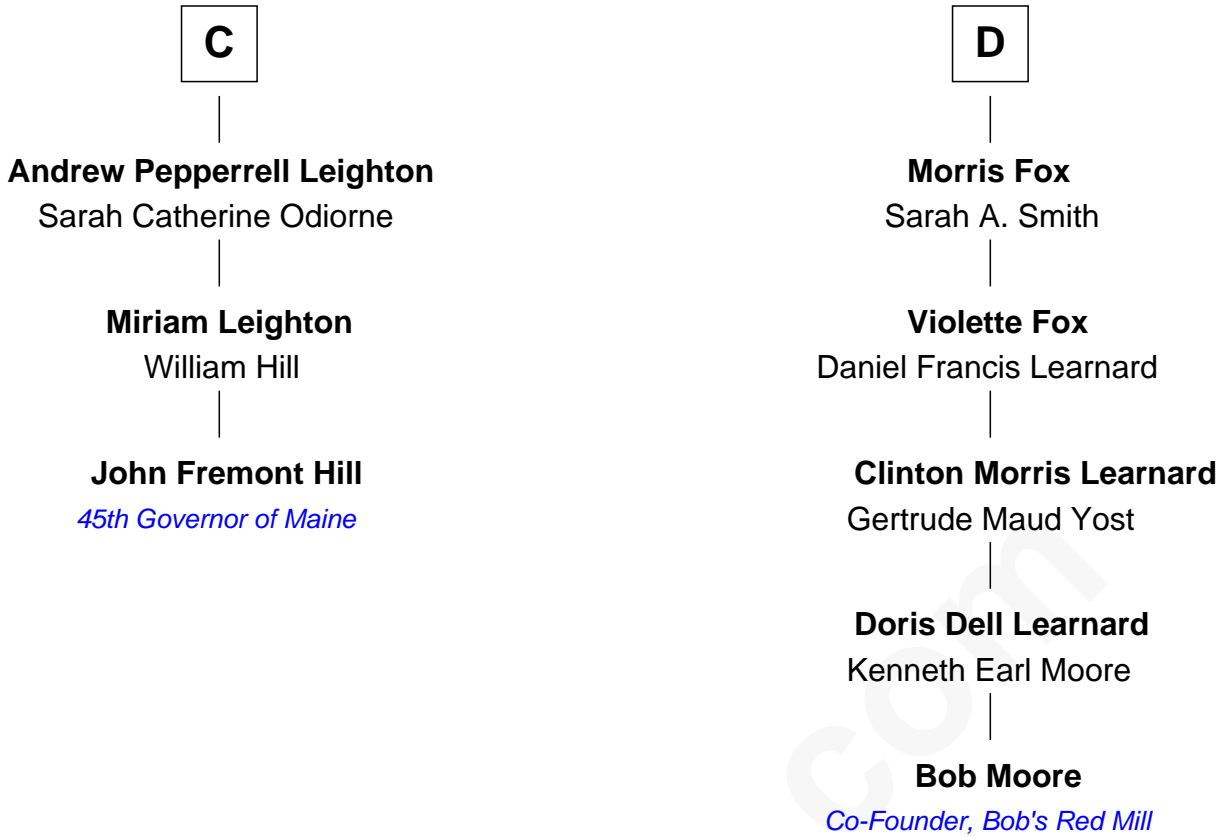 C
Andrew Pepperrell Leighton
Sarah Catherine Odiorne
Miriam Leighton
William Hill
John Fremont Hill
45th Governor of Maine
D
Morris Fox
Sarah A. Smith
Violette Fox
Daniel Francis Learnard
Clinton Morris Learnard
Gertrude Maud Yost
Doris Dell Learnard
Kenneth Earl Moore
Bob Moore
Co-Founder, Bob's Red Mill
com